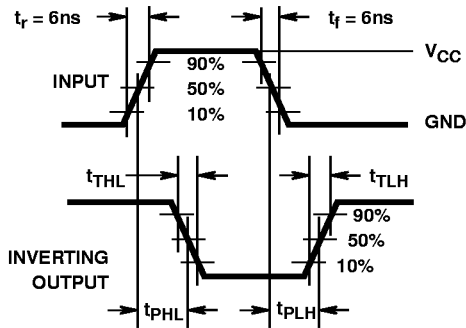 tr = 6ns
tf = 6ns
VCC
90%
INPUT
50%
10%
GND
tTHL
tTLH
90%
50%
INVERTING
OUTPUT
10%
tPHL
tPLH